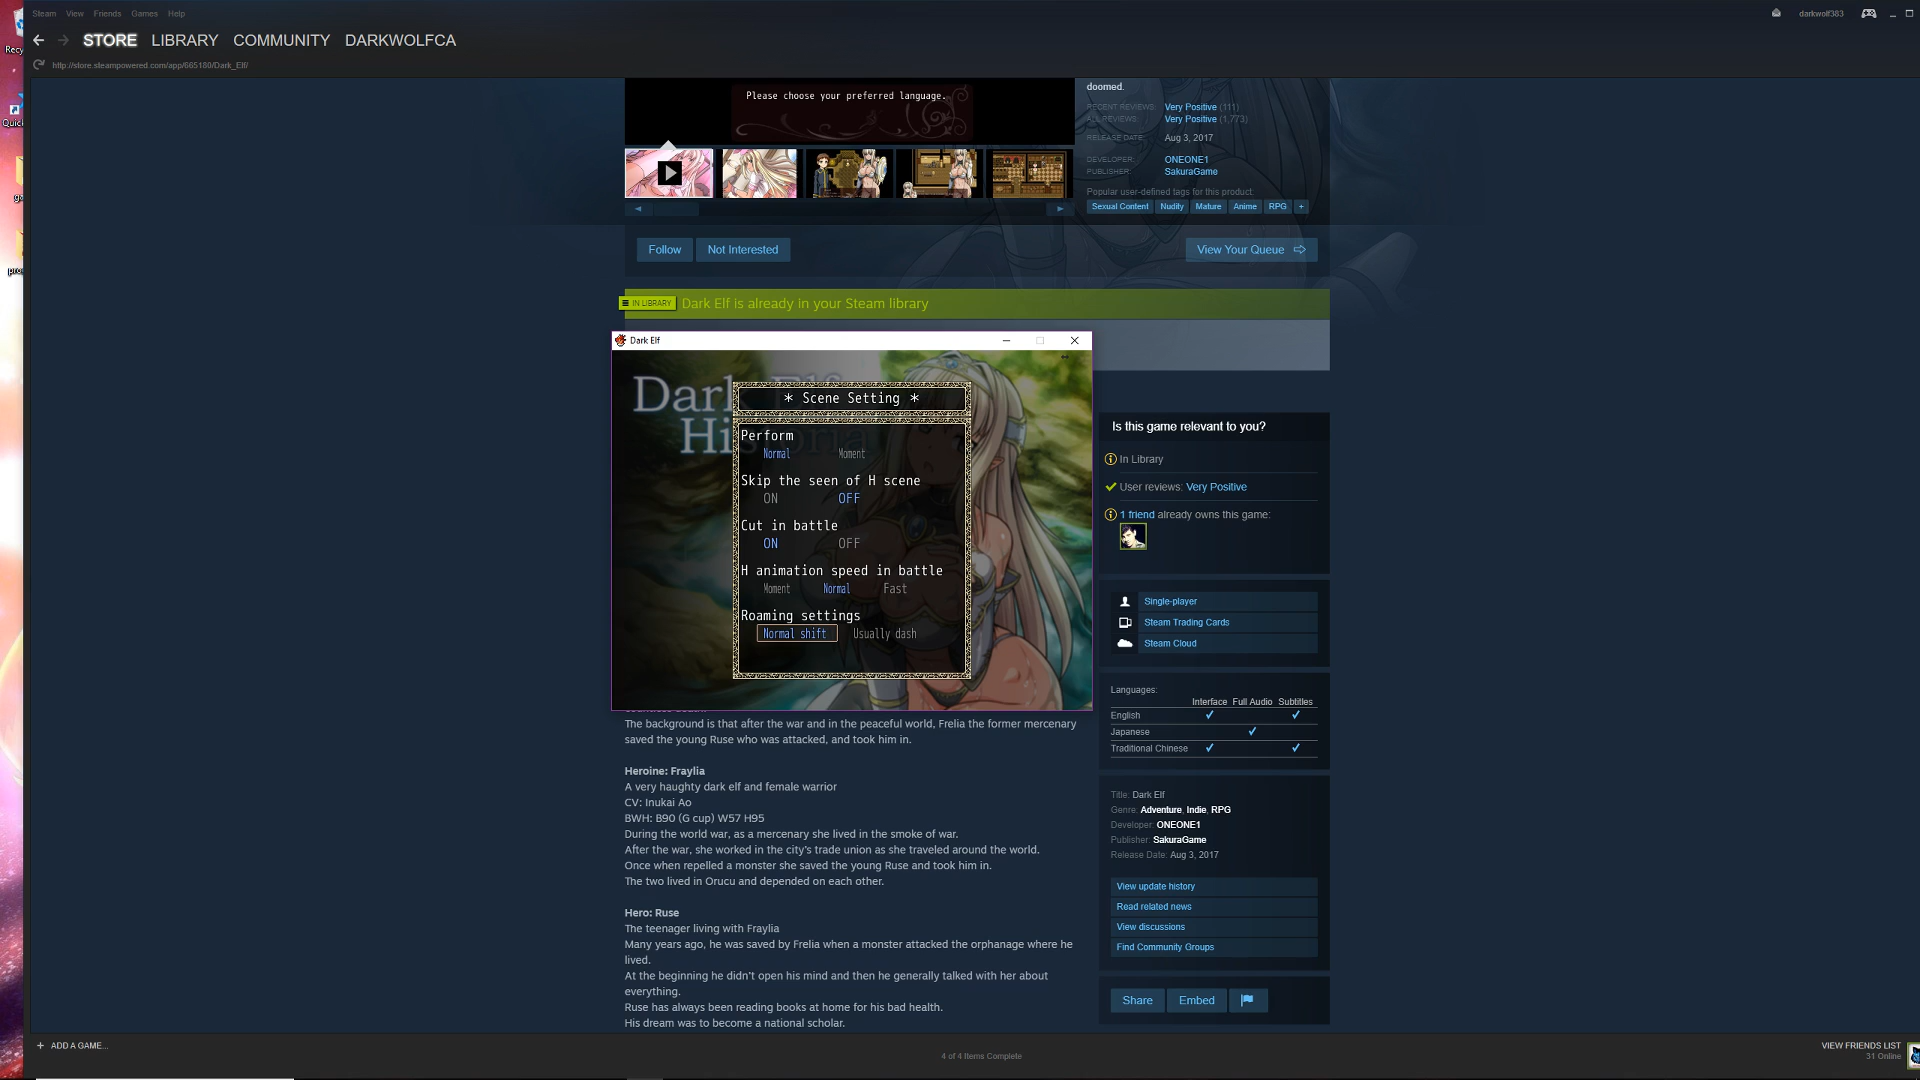 Steam View Friends Games Help
darkwolf383
STORE LIBRARY COMMUNITY DARKWOLFCA
http://store.steampowered.com/app/665180/Dark_Elf/
Please choose your preferred language.
doomed.
RECENT REVIEWS: Very Positive (111)
ALL REVIEWS: Very Positive (1,773)
RELEASE DATE: Aug 3, 2017
DEVELOPER: ONEONE1
PUBLISHER: SakuraGame
Popular user-defined tags for this product:
Sexual Content Nudity Mature Anime RPG +
Follow Not Interested View Your Queue
IN LIBRARY Dark Elf is already in your Steam library
Dark Elf
Dark Elf
Historia
* Scene Setting *
Perform
Normal Moment
Skip the seen of H scene
ON OFF
Cut in battle
ON OFF
H animation speed in battle
Moment Normal Fast
Roaming settings
Normal shift Usually dash
The background is that after the war and in the peaceful world, Frelia the former mercenary
saved the young Ruse who was attacked, and took him in.
Heroine: Fraylia
A very haughty dark elf and female warrior
CV: Inukai Ao
BWH: B90 (G cup) W57 H95
During the world war, as a mercenary she lived in the smoke of war.
After the war, she worked in the city's trade union as she traveled around the world.
Once when repelled a monster she saved the young Ruse and took him in.
The two lived in Orucu and depended on each other.
Hero: Ruse
The teenager living with Fraylia
Many years ago, he was saved by Frelia when a monster attacked the orphanage where he
lived.
At the beginning he didn't open his mind and then he generally talked with her about
everything.
Ruse has always been reading books at home for his bad health.
His dream was to become a national scholar.
Is this game relevant to you?
In Library
User reviews: Very Positive
1 friend already owns this game:
Single-player
Steam Trading Cards
Steam Cloud
Languages:
Interface Full Audio Subtitles
English
Japanese
Traditional Chinese
Title: Dark Elf
Genre: Adventure, Indie, RPG
Developer: ONEONE1
Publisher: SakuraGame
Release Date: Aug 3, 2017
View update history
Read related news
View discussions
Find Community Groups
Share Embed
+ ADD A GAME...
4 of 4 Items Complete
VIEW FRIENDS LIST
31 Online